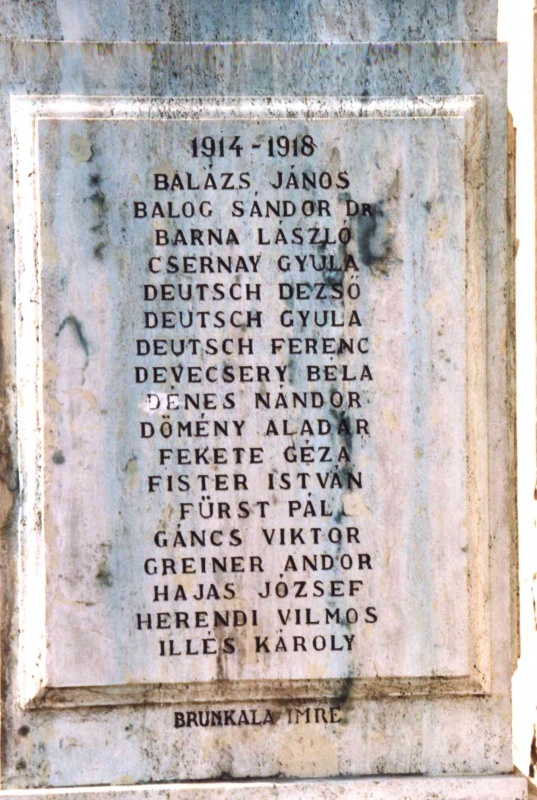 1914 - 1918
BALÁZS JÁNOS
BALOG SÁNDOR DR
BARNA LÁSZLÓ
CSERNAY GYULA
DEUTSCH DEZSŐ
DEUTSCH GYULA
DEUTSCH FERENC
DEVECSERY BÉLA
DÉNES NÁNDOR
DÖMÉNY ALADÁR
FEKETE GÉZA
FISTER ISTVÁN
FÜRST PÁL
GÁNCS VIKTOR
GREINER ANDOR
HAJAS JÓZSEF
HERENDI VILMOS
ILLÉS KÁROLY
BRUNKALA IMRE